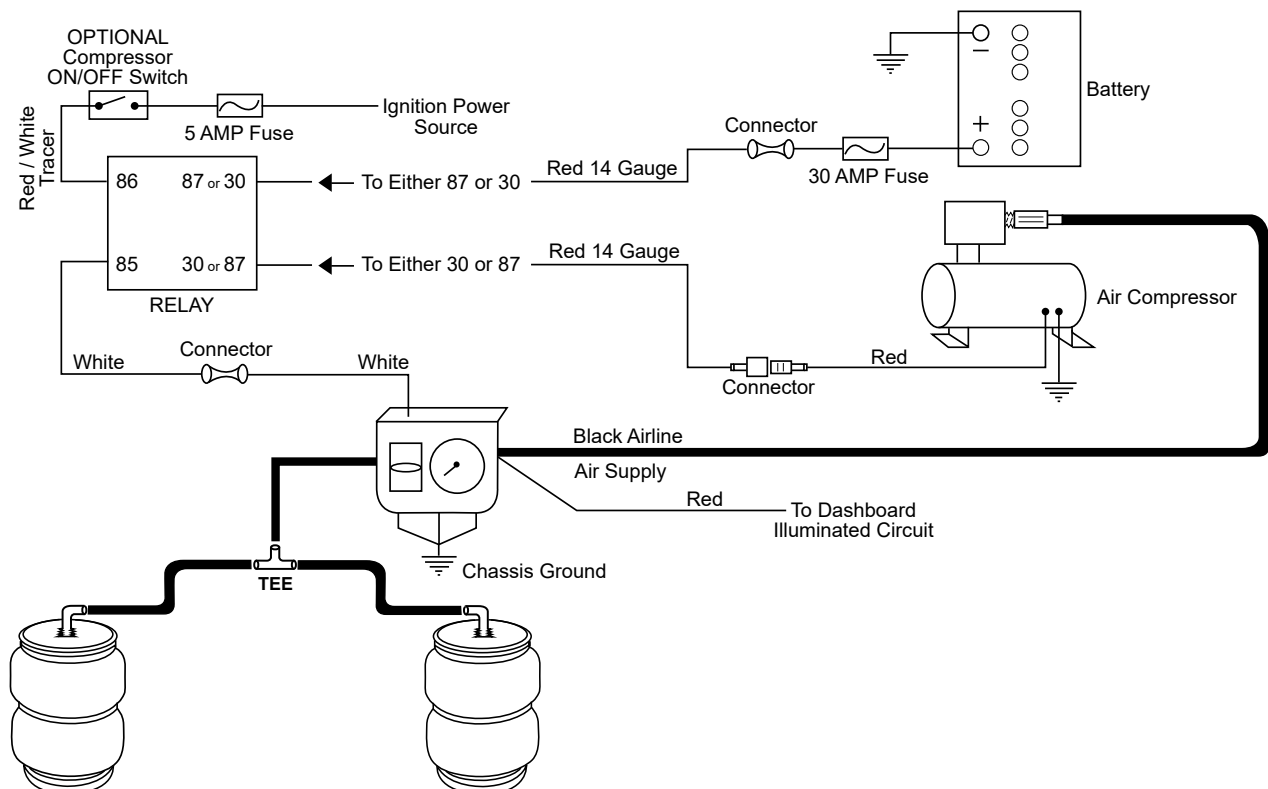 OPTIONAL
Compressor
ON/OFF Switch
Red / White
Tracer
5 AMP Fuse
Ignition Power
Source
86
87 or 30
85
30 or 87
RELAY
To Either 87 or 30
Red 14 Gauge
Connector
30 AMP Fuse
−
+
Battery
To Either 30 or 87
Red 14 Gauge
Air Compressor
White
Connector
White
Connector
Red
Black Airline
Air Supply
Red
To Dashboard
Illuminated Circuit
Chassis Ground
TEE